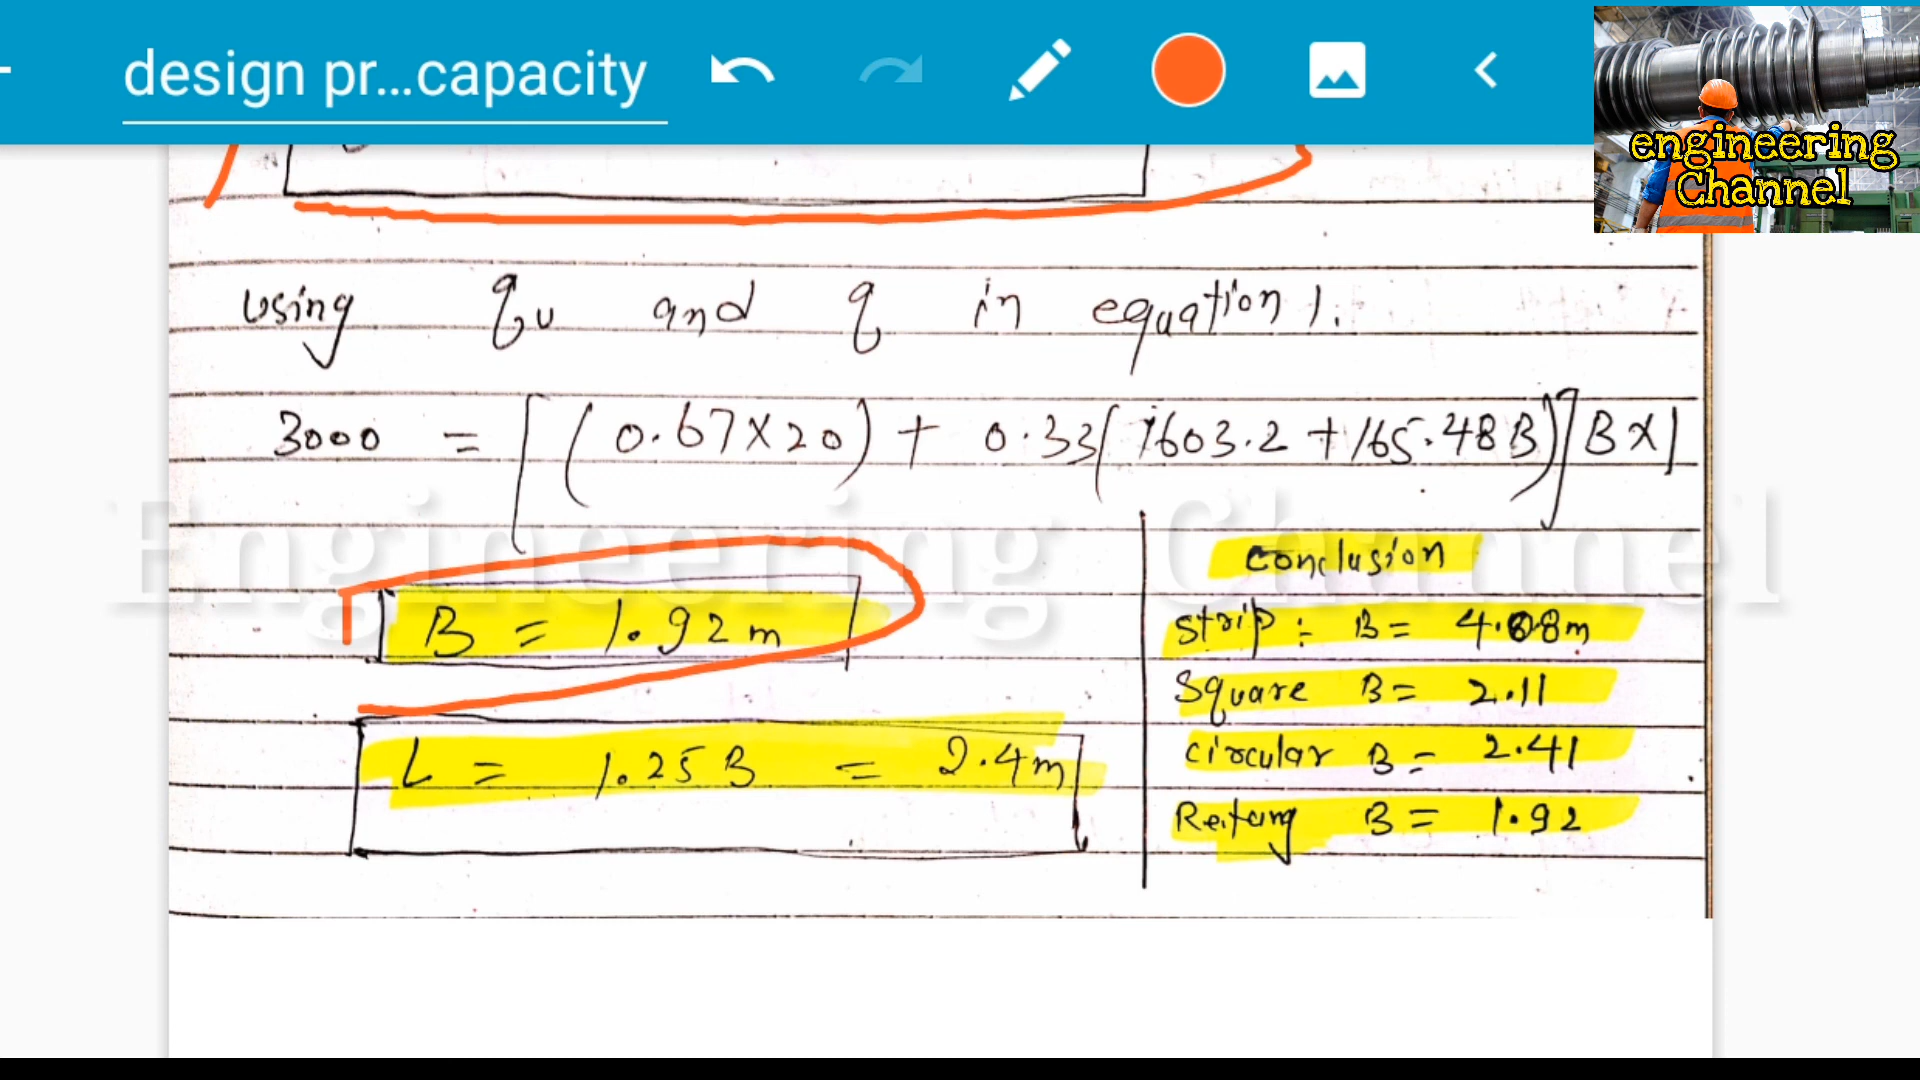 design pr...capacity
engineering
Channel
using qu and q in equation 1.
3000 = [(0.67×20) + 0.33(1603.2 + 165.48B)] B×1
Engineering Channel
B = 1.92 m
L = 1.25 B = 2.4m
Conclusion
Strip :- B = 4.08m
Square B = 2.11
circular B = 2.41
Rectang B = 1.92